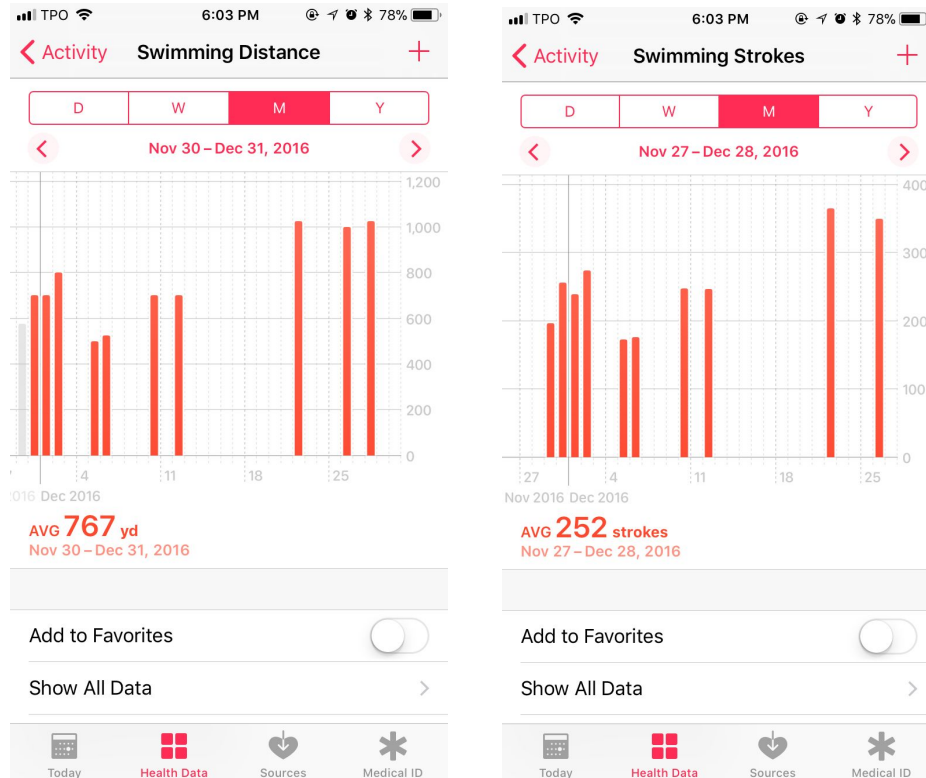 TPO 6:03 PM 78%
Activity Swimming Distance +
D W M Y
Nov 30 – Dec 31, 2016
1,200
1,000
800
600
400
200
0
4 11 18 25
2016 Dec 2016
AVG 767 yd
Nov 30 – Dec 31, 2016
Add to Favorites
Show All Data
Today Health Data Sources Medical ID
TPO 6:03 PM 78%
Activity Swimming Strokes +
D W M Y
Nov 27 – Dec 28, 2016
400
300
200
100
0
27 4 11 18 25
Nov 2016 Dec 2016
AVG 252 strokes
Nov 27 – Dec 28, 2016
Add to Favorites
Show All Data
Today Health Data Sources Medical ID